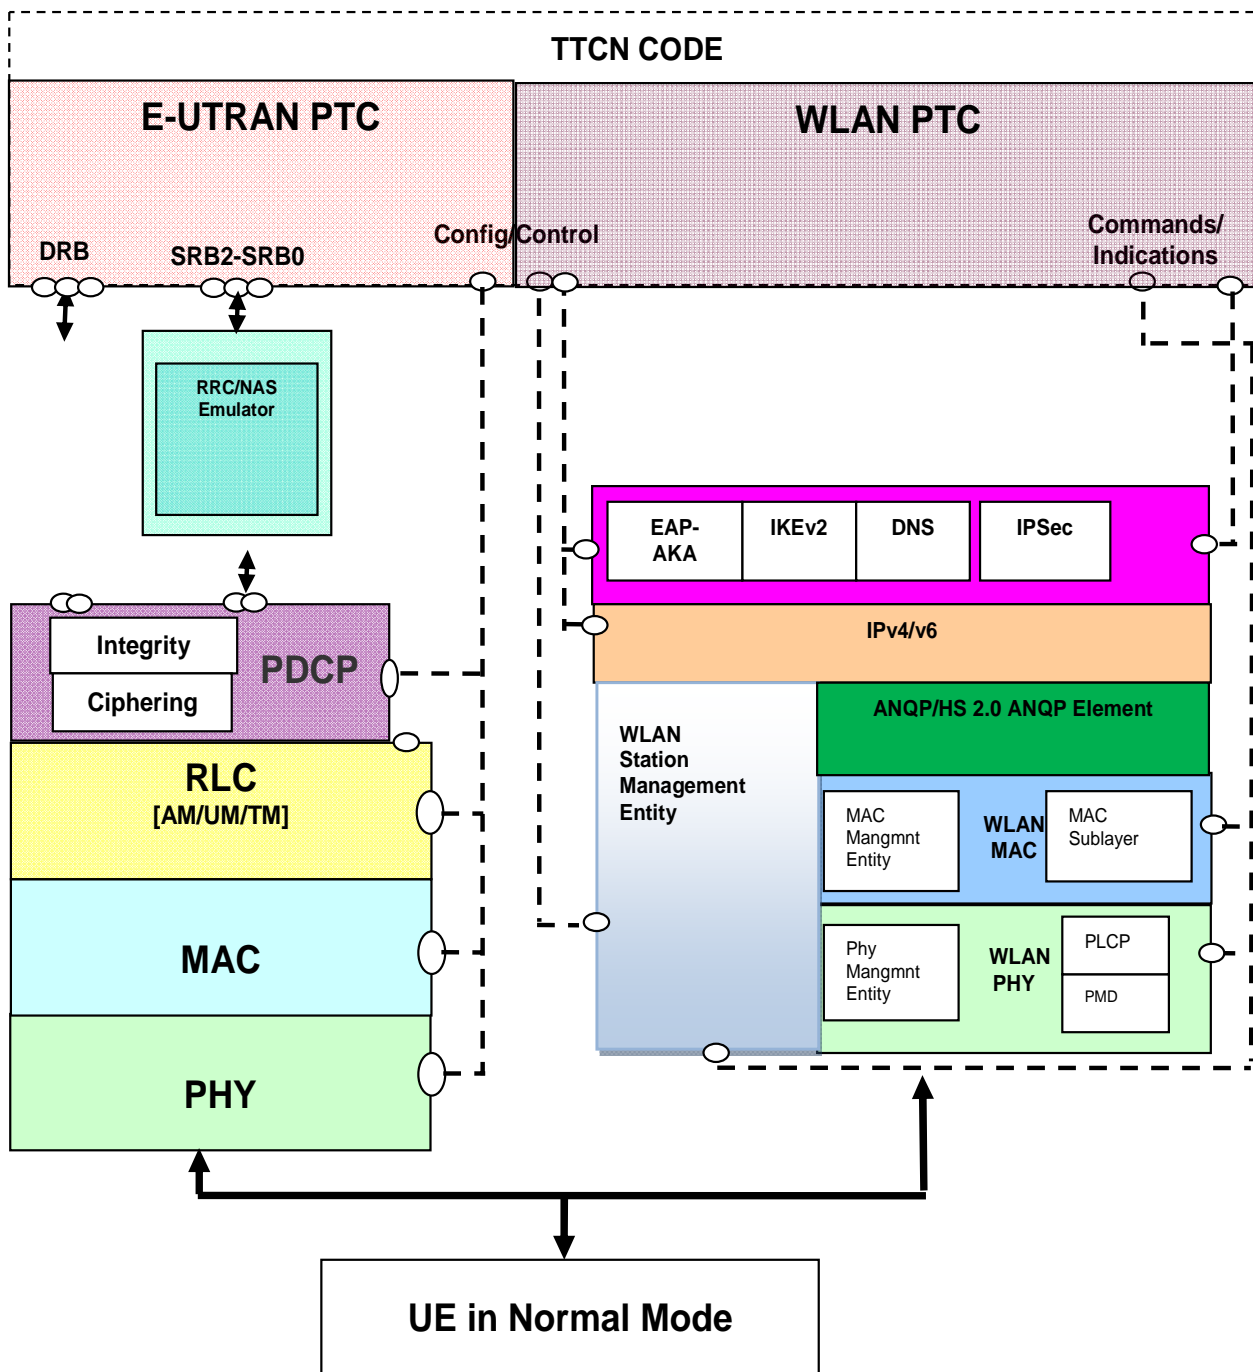 TTCN CODE
E-UTRAN PTC
WLAN PTC
DRB
SRB2-SRB0
Config/Control
Commands/
Indications
RRC/NAS
Emulator
EAP-
AKA
IKEv2
DNS
IPSec
IPv4/v6
Integrity
Ciphering
PDCP
ANQP/HS 2.0 ANQP Element
WLAN
Station
Management
Entity
RLC
[AM/UM/TM]
MAC
Mangmnt
Entity
WLAN
MAC
MAC
Sublayer
MAC
Phy
Mangmnt
Entity
WLAN
PHY
PLCP
PMD
PHY
UE in Normal Mode